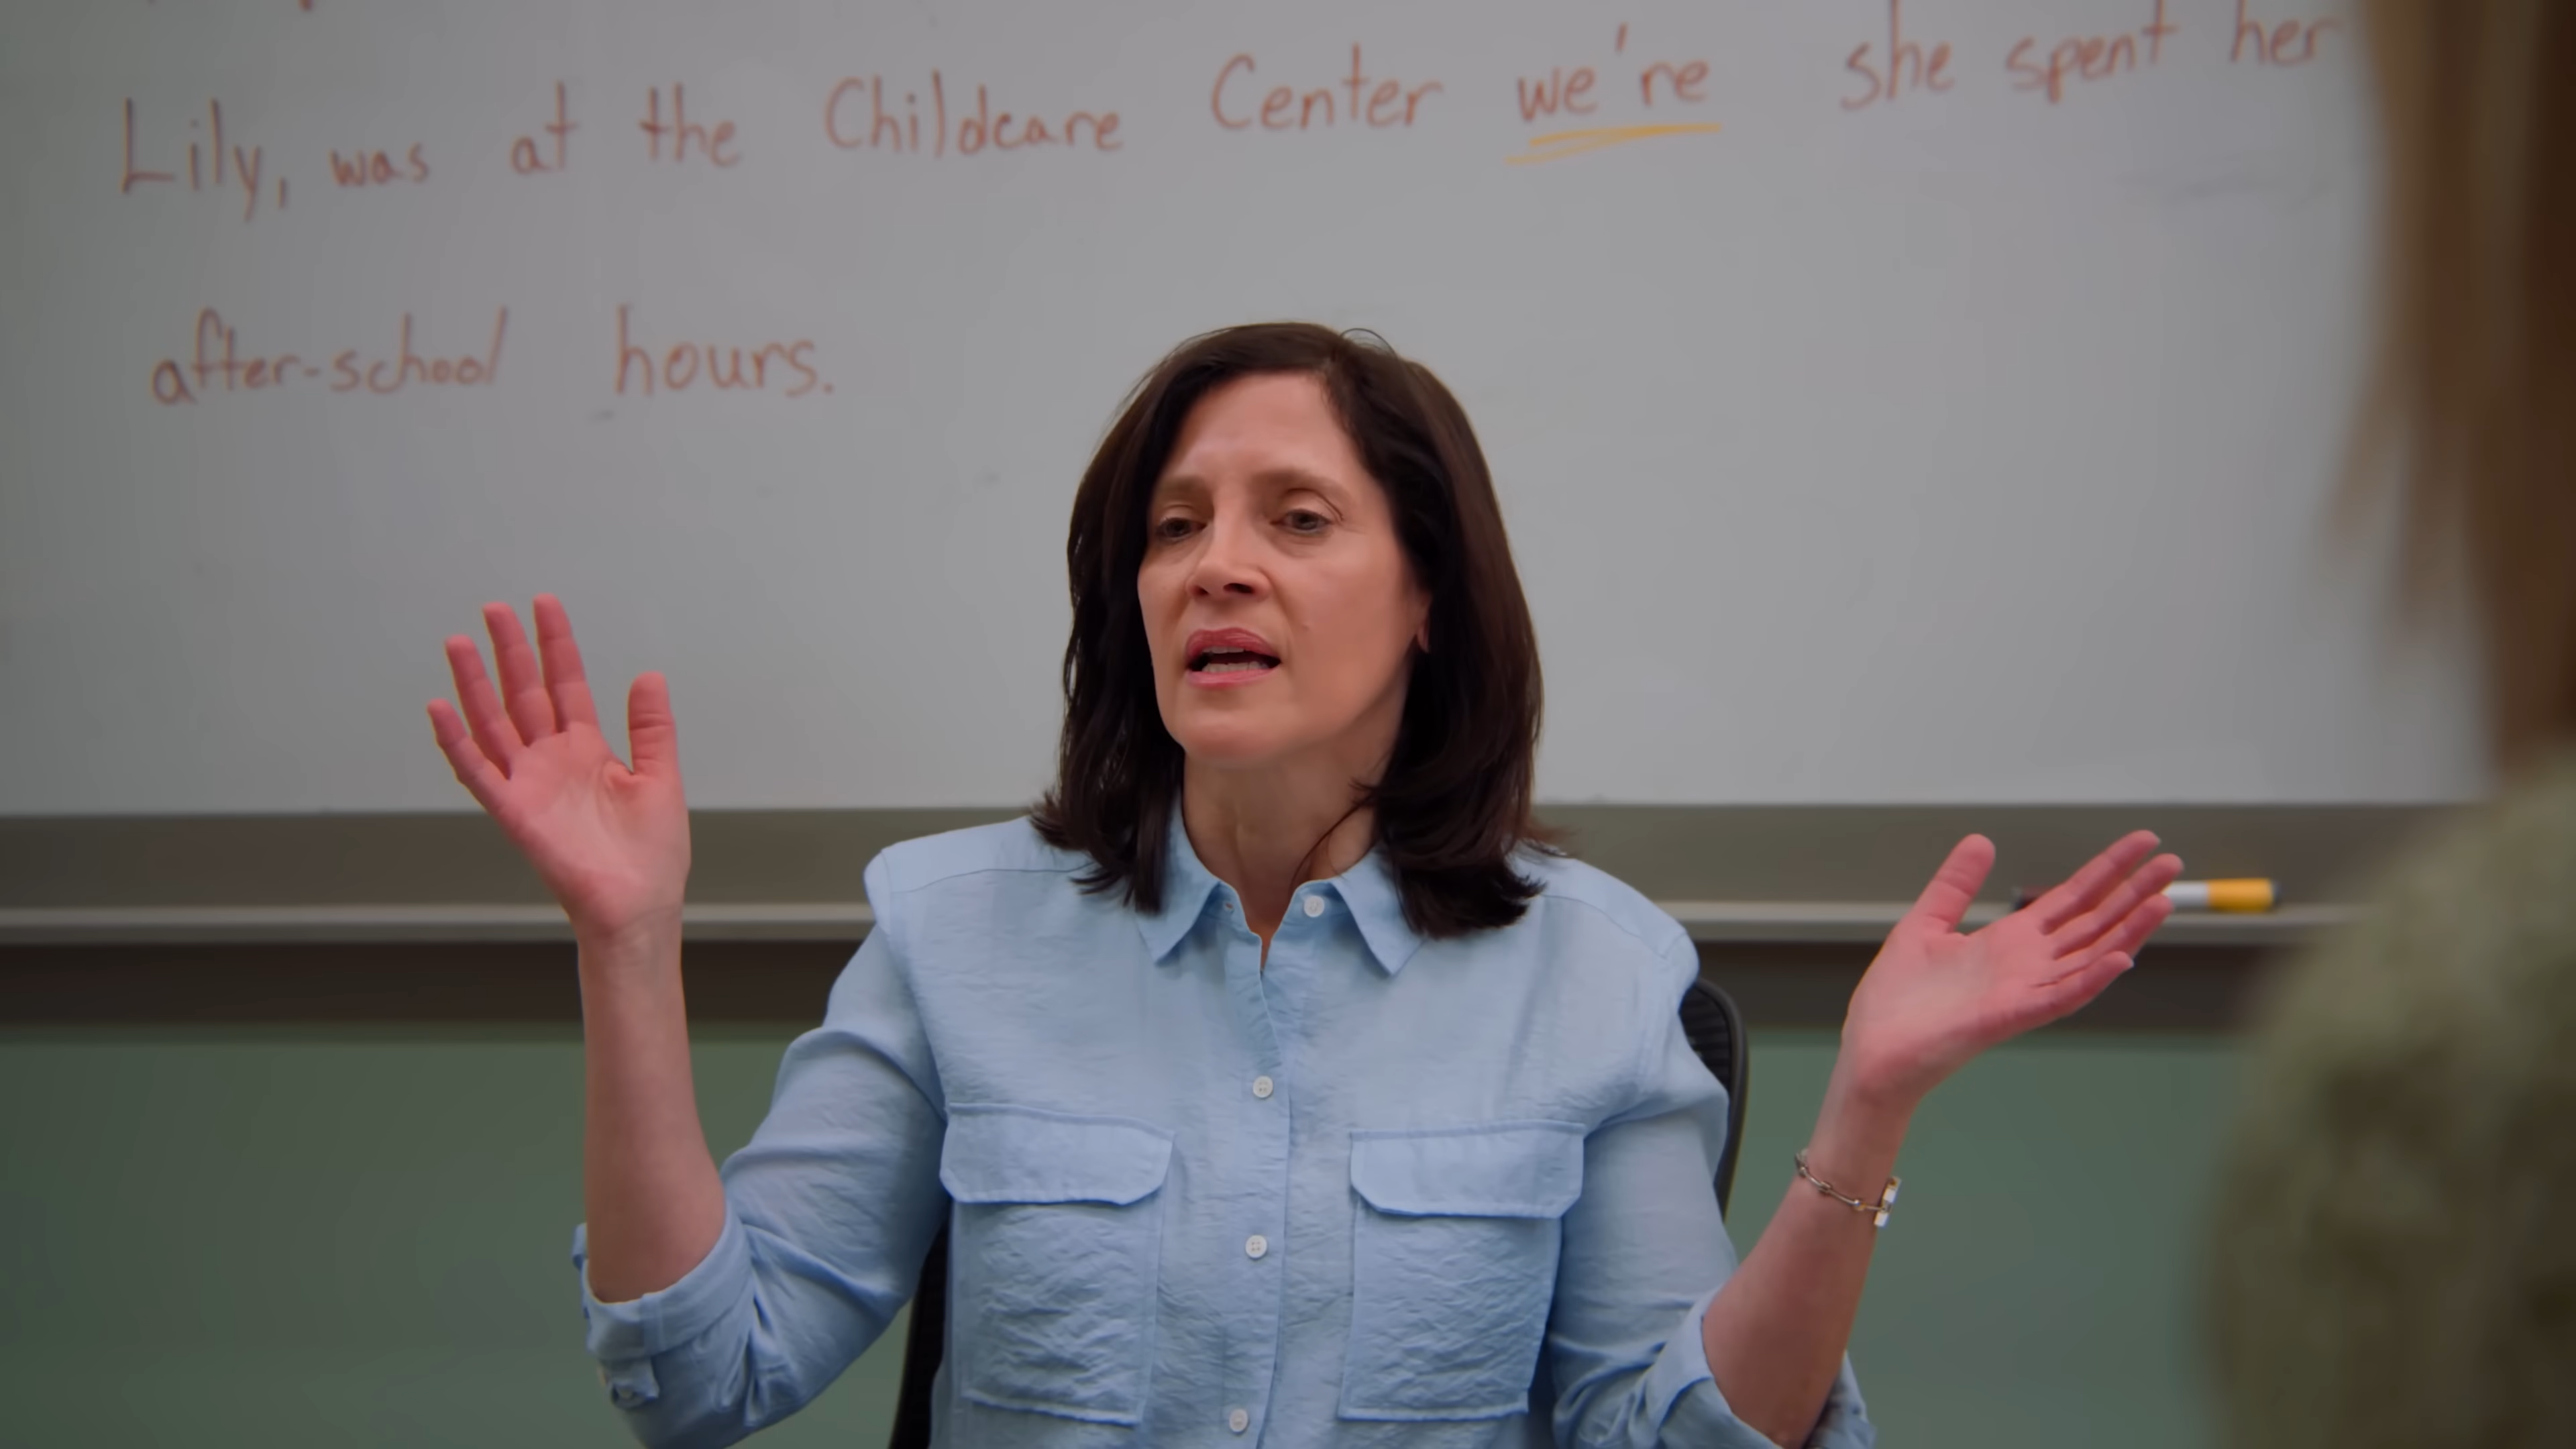 Lily, was at the Childcare Center we're she spent her
after-school hours.